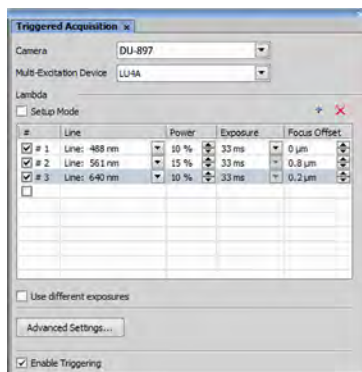 Triggered Acquisition x
Camera DU-897
Multi-Excitation Device LU4A
Lambda
Setup Mode + X
# Line Power Exposure Focus Offset
# 1 Line: 488 nm 10 % 33 ms 0 µm
# 2 Line: 561 nm 15 % 33 ms 0.8 µm
# 3 Line: 640 nm 10 % 33 ms 0.2 µm
Use different exposures
Advanced Settings...
Enable Triggering